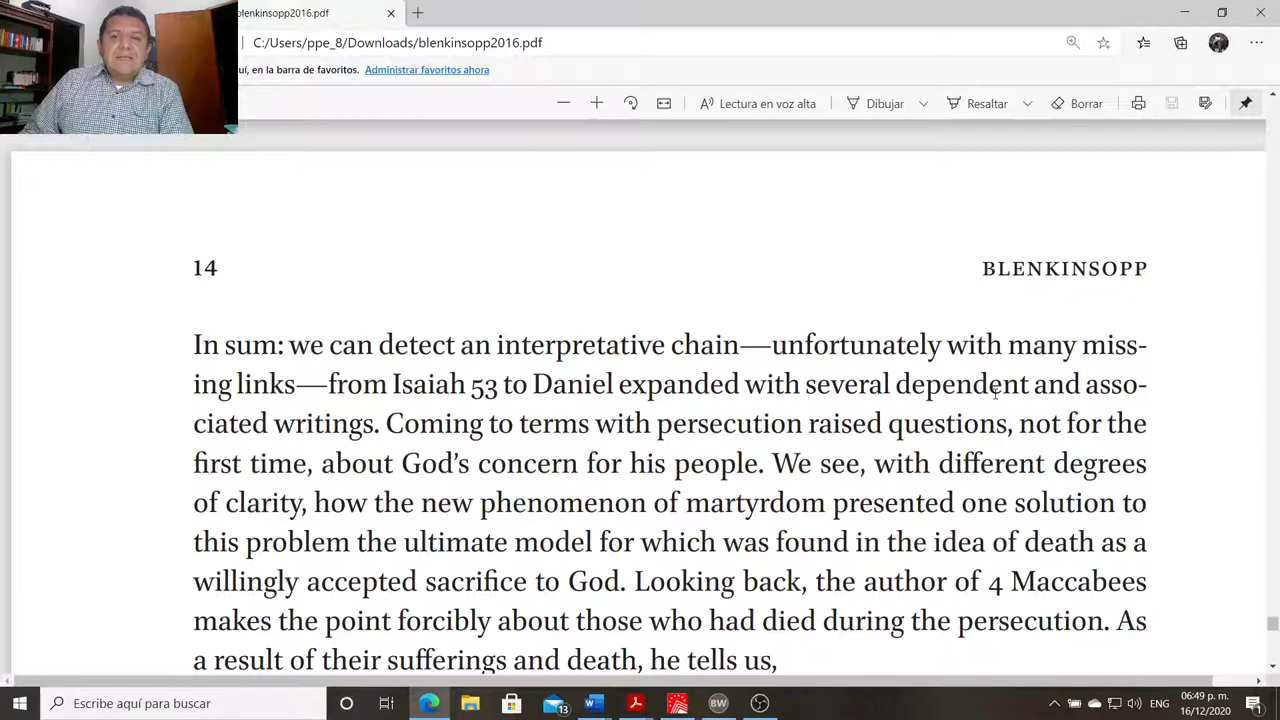 blenkinsopp2016.pdf
C:/Users/ppe_8/Downloads/blenkinsopp2016.pdf
uí, en la barra de favoritos. Administrar favoritos ahora
Lectura en voz alta Dibujar Resaltar Borrar
14 BLENKINSOPP
In sum: we can detect an interpretative chain—unfortunately with many miss-
ing links—from Isaiah 53 to Daniel expanded with several dependent and asso-
ciated writings. Coming to terms with persecution raised questions, not for the
first time, about God's concern for his people. We see, with different degrees
of clarity, how the new phenomenon of martyrdom presented one solution to
this problem the ultimate model for which was found in the idea of death as a
willingly accepted sacrifice to God. Looking back, the author of 4 Maccabees
makes the point forcibly about those who had died during the persecution. As
a result of their sufferings and death, he tells us,
Escribe aquí para buscar
13
BW
ENG
06:49 p. m.
16/12/2020
1